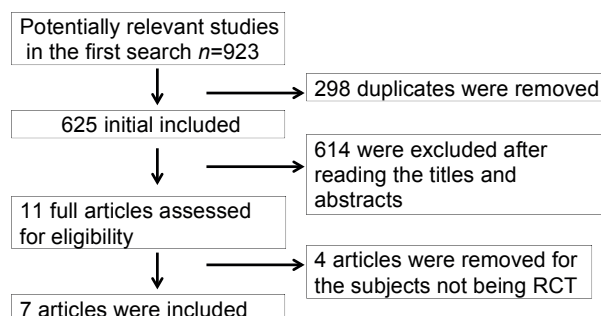 Potentially relevant studies
in the first search n=923
298 duplicates were removed
625 initial included
614 were excluded after
reading the titles and
abstracts
11 full articles assessed
for eligibility
4 articles were removed for
the subjects not being RCT
7 articles were included